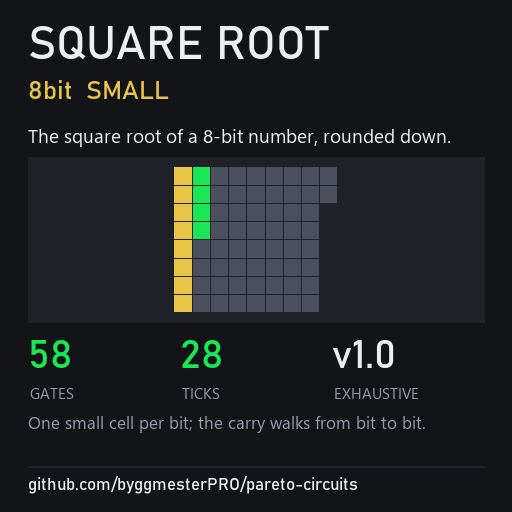 SQUARE ROOT
8bit SMALL
The square root of a 8-bit number, rounded down.
58 28 v1.0
GATES TICKS EXHAUSTIVE
One small cell per bit; the carry walks from bit to bit.
github.com/byggmesterPRO/pareto-circuits